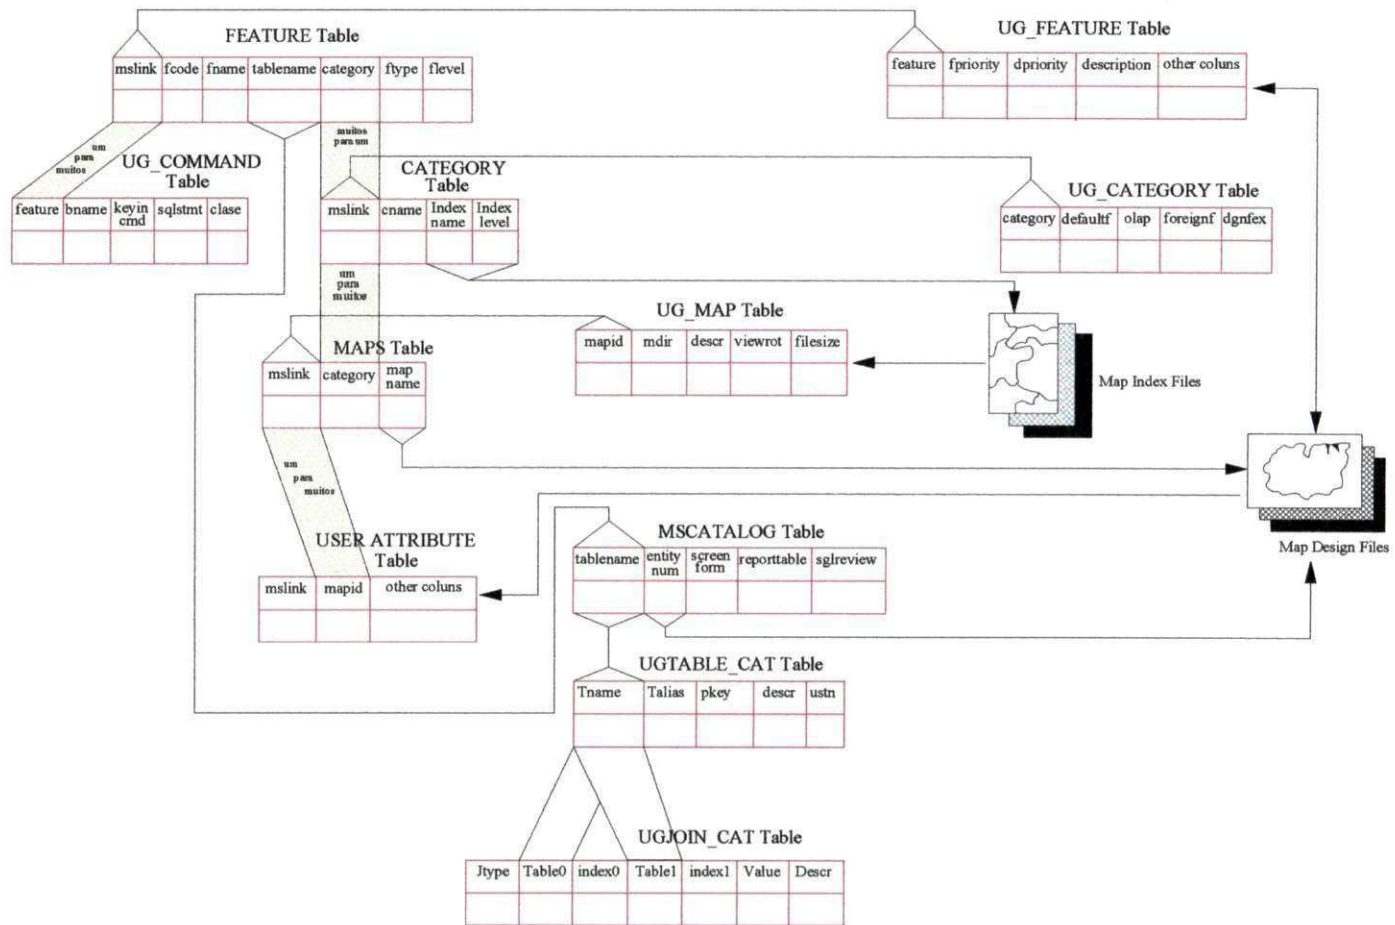 FEATURE Table
mslink fcode fname tablename category ftype flevel
UG_FEATURE Table
feature fpriority dpriority description other coluns
um
para
muitos
muitos
para um
UG_COMMAND
Table
feature bname keyin cmd sqlstmt clase
CATEGORY
Table
mslink cname Index name Index level
UG_CATEGORY Table
category defaultf olap foreignf dgnfex
um
para
muitos
UG_MAP Table
mapid mdir descr viewrot filesize
MAPS Table
mslink category map name
Map Index Files
um
para
muitos
USER ATTRIBUTE
Table
mslink mapid other coluns
MSCATALOG Table
tablename entity num screen form reporttable sglreview
Map Design Files
UGTABLE_CAT Table
Tname Talias pkey descr ustn
UGJOIN_CAT Table
Jtype Table0 index0 Table1 index1 Value Descr